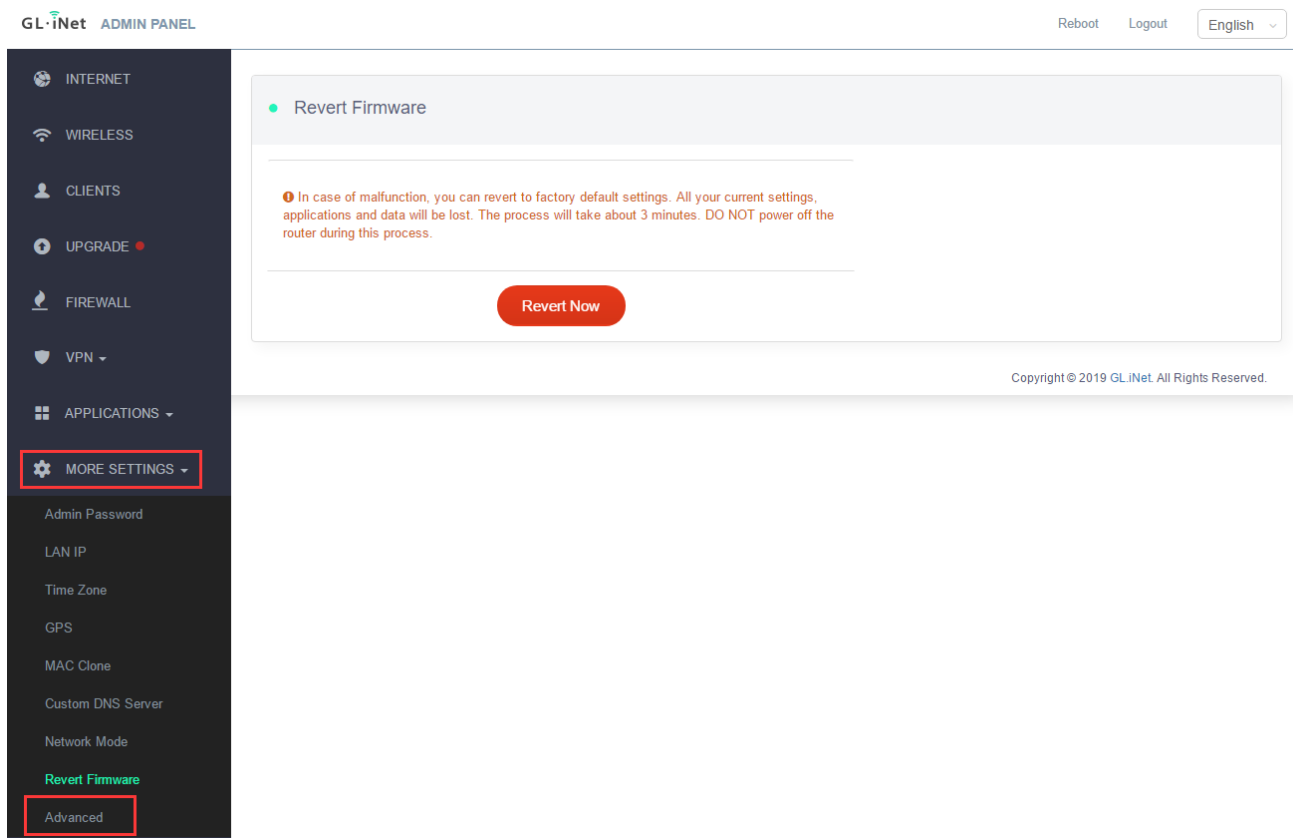 GL·iNet ADMIN PANEL
Reboot Logout English
INTERNET
WIRELESS
CLIENTS
UPGRADE
FIREWALL
VPN
APPLICATIONS
MORE SETTINGS
Admin Password
LAN IP
Time Zone
GPS
MAC Clone
Custom DNS Server
Network Mode
Revert Firmware
Advanced
Revert Firmware
In case of malfunction, you can revert to factory default settings. All your current settings,
applications and data will be lost. The process will take about 3 minutes. DO NOT power off the
router during this process.
Revert Now
Copyright © 2019 GL.iNet. All Rights Reserved.